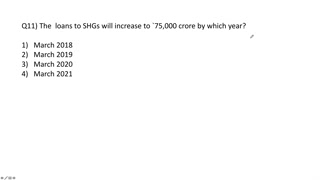 Q11) The  loans to SHGs will increase to `75,000 crore by which year?
1) March 2018
2) March 2019
3) March 2020
4) March 2021